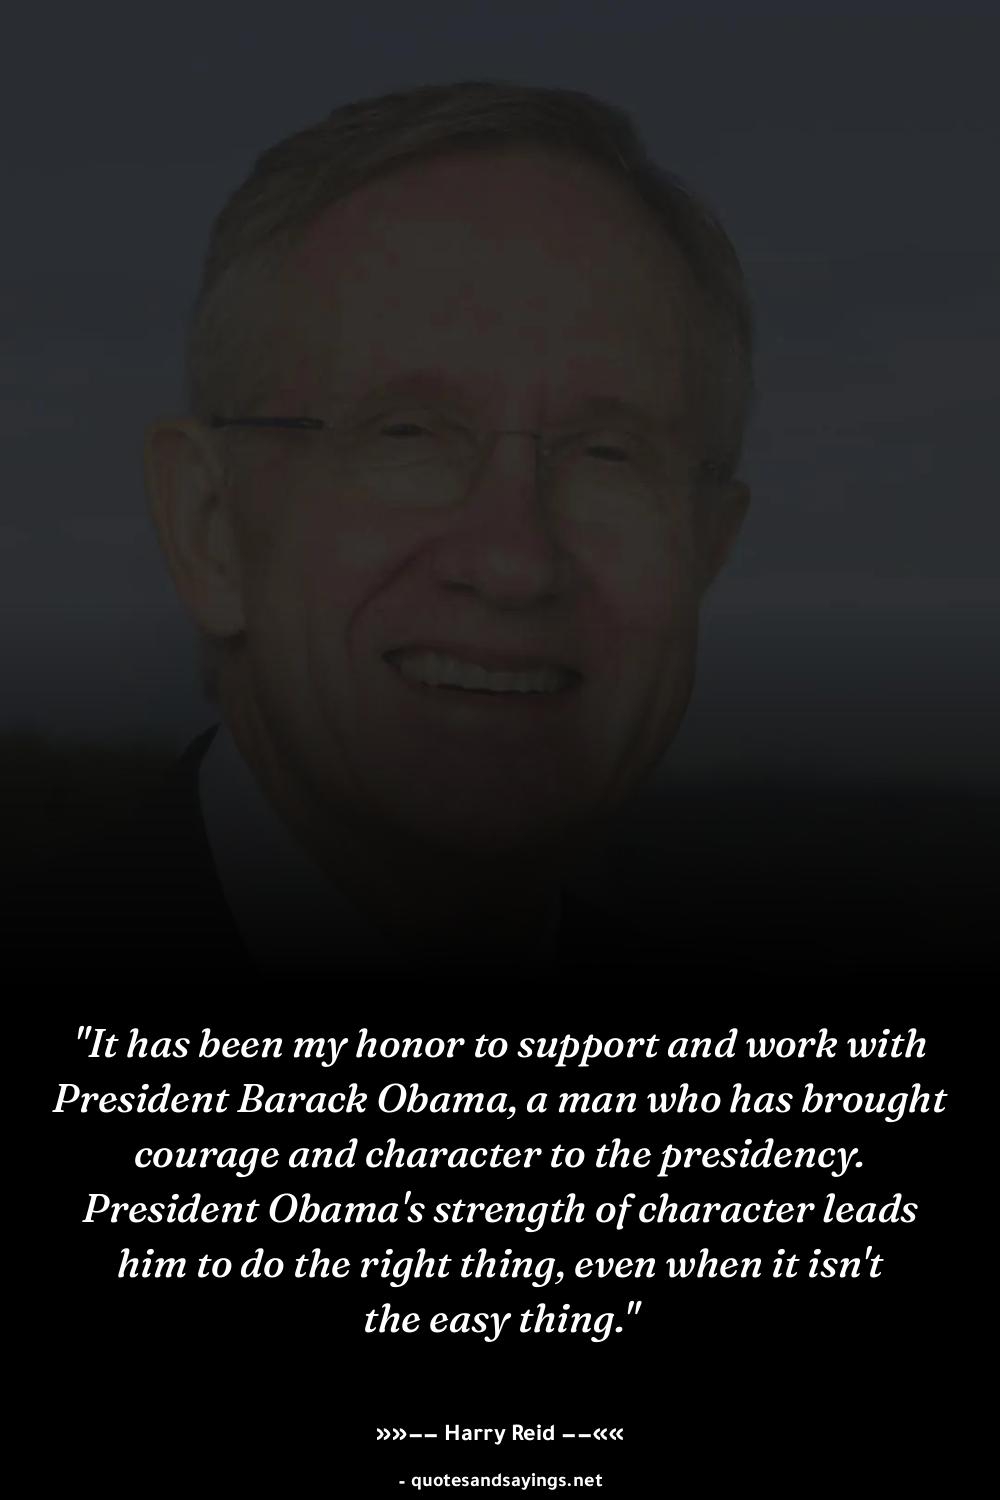 "It has been my honor to support and work with
President Barack Obama, a man who has brought
courage and character to the presidency.
President Obama's strength of character leads
him to do the right thing, even when it isn't
the easy thing."
»»–– Harry Reid ––««
- quotesandsayings.net